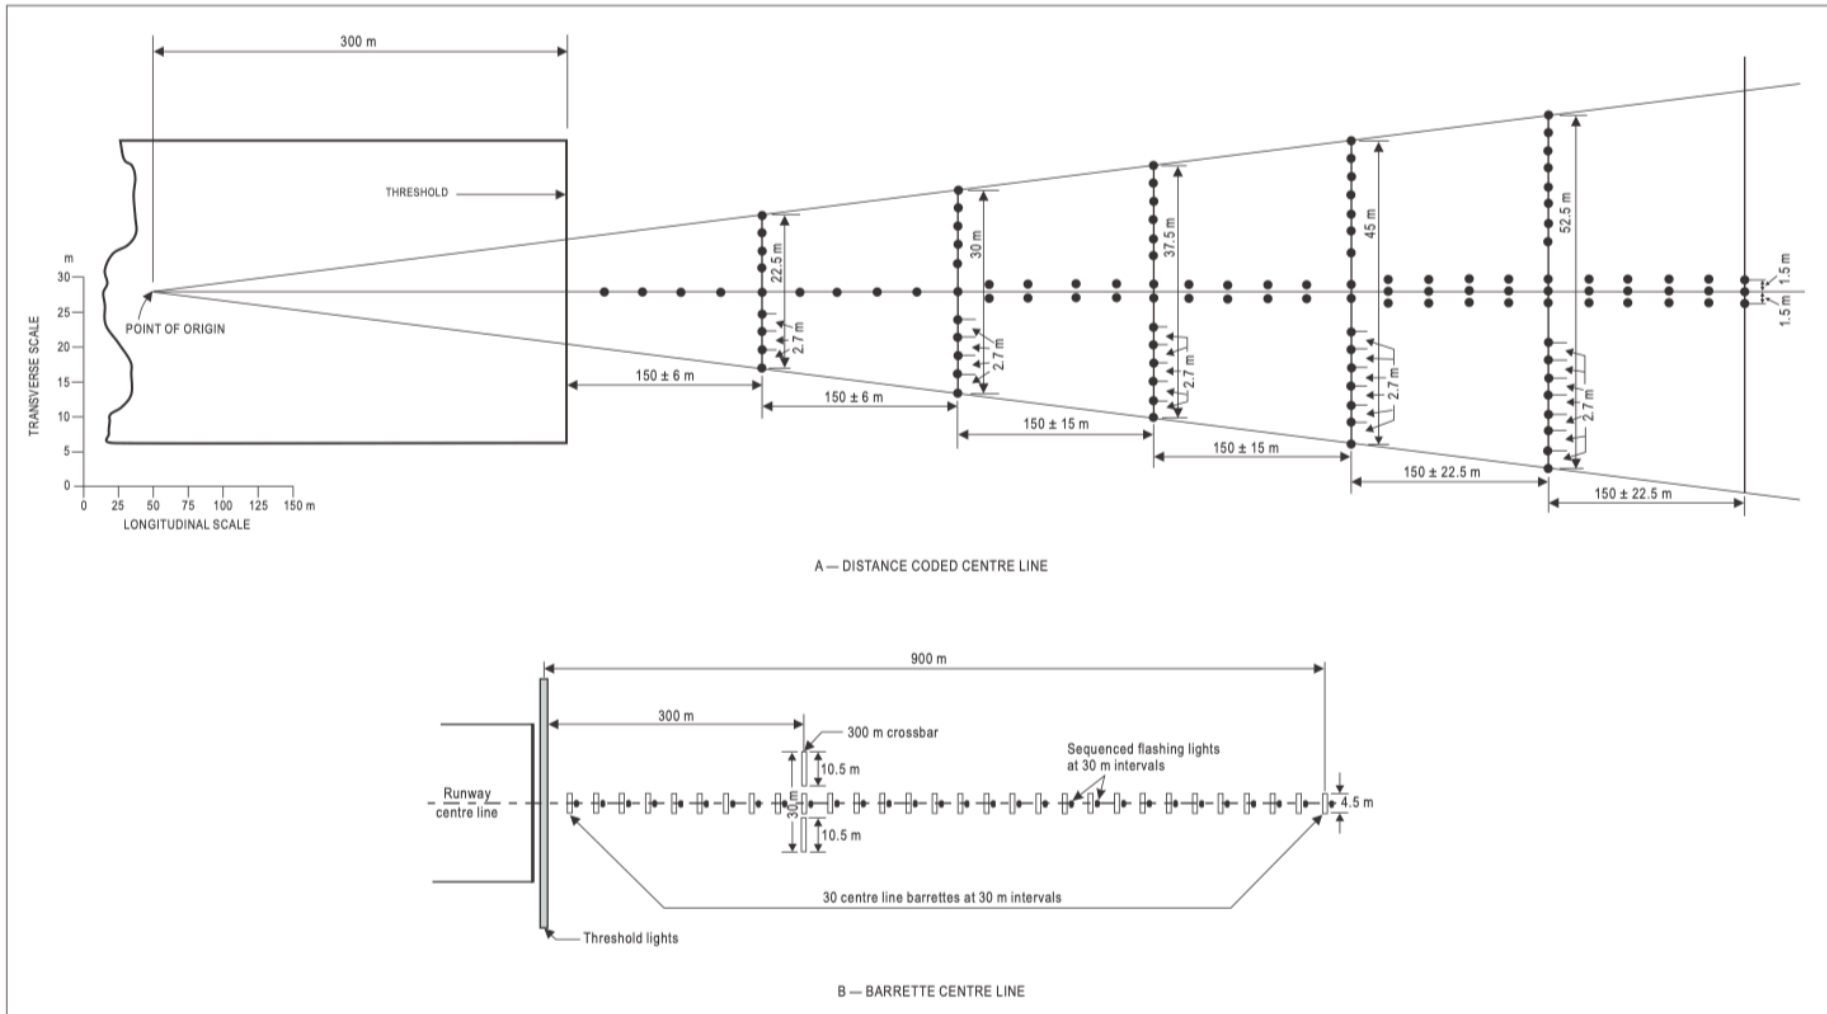 300 m
THRESHOLD
POINT OF ORIGIN
m
30
25
20
15
10
5
0
TRANSVERSE SCALE
0 25 50 75 100 125 150 m
LONGITUDINAL SCALE
22.5 m
2.7 m
30 m
2.7 m
37.5 m
2.7 m
45 m
2.7 m
52.5 m
2.7 m
1.5 m
1.5 m
150 ± 6 m
150 ± 6 m
150 ± 15 m
150 ± 15 m
150 ± 22.5 m
150 ± 22.5 m
A — DISTANCE CODED CENTRE LINE
900 m
300 m
300 m crossbar
Sequenced flashing lights
at 30 m intervals
10.5 m
30 m
10.5 m
4.5 m
Runway
centre line
30 centre line barrettes at 30 m intervals
Threshold lights
B — BARRETTE CENTRE LINE